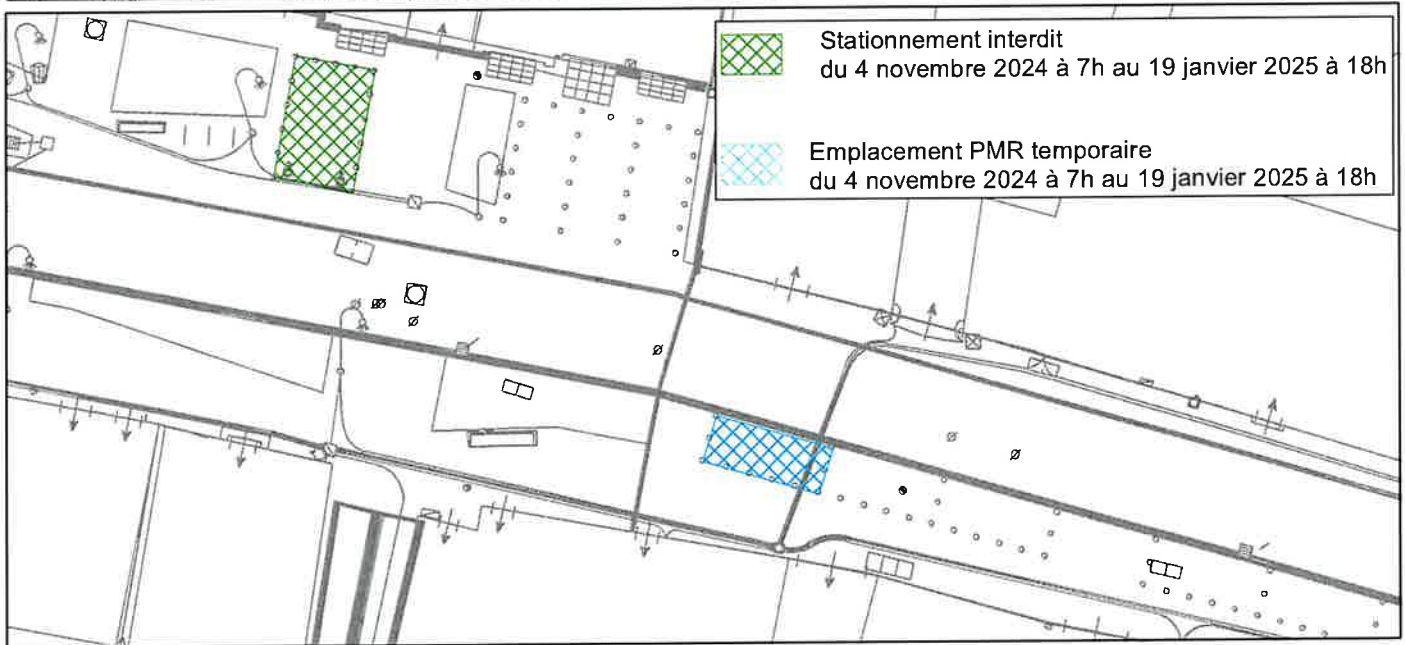 Stationnement interdit
du 4 novembre 2024 à 7h au 19 janvier 2025 à 18h
Emplacement PMR temporaire
du 4 novembre 2024 à 7h au 19 janvier 2025 à 18h